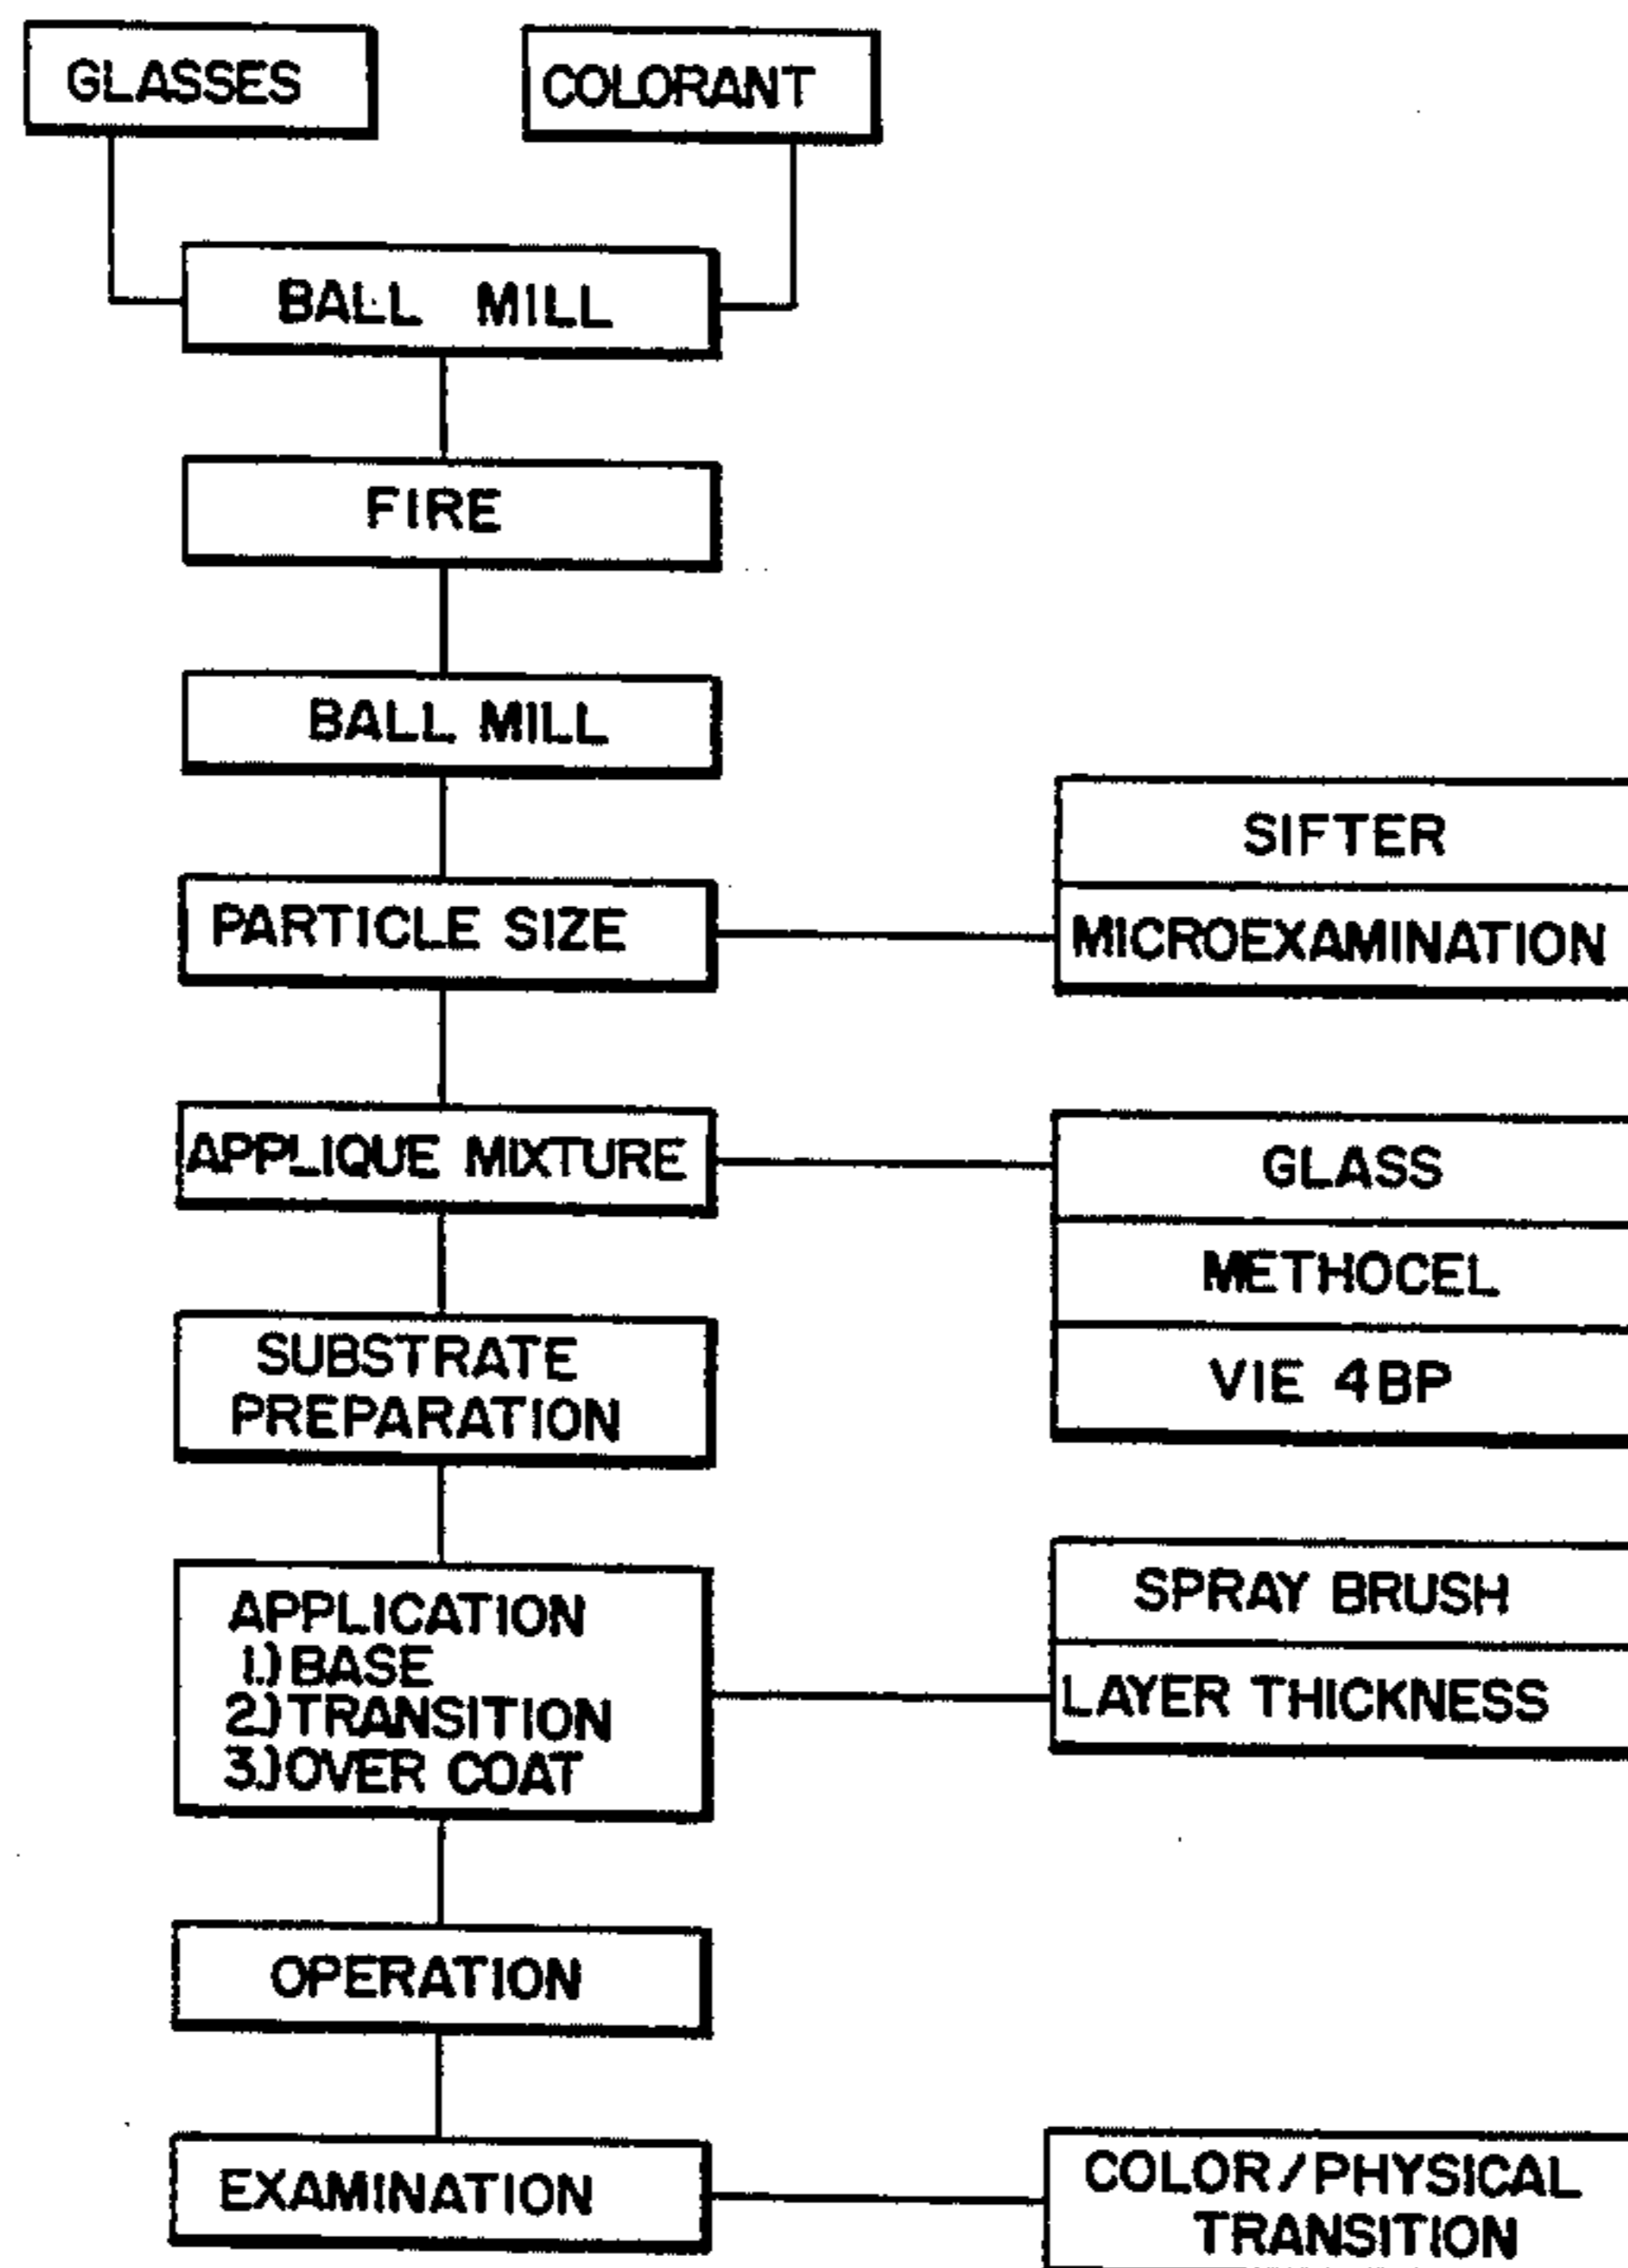 GLASSES
COLORANT
BALL MILL
FIRE
BALL MILL
PARTICLE SIZE
SIFTER
MICROEXAMINATION
APPLIQUE MIXTURE
GLASS
METHOCEL
VIE 4BP
SUBSTRATE
PREPARATION
APPLICATION
1.) BASE
2.) TRANSITION
3.) OVER COAT
SPRAY BRUSH
LAYER THICKNESS
OPERATION
EXAMINATION
COLOR/PHYSICAL
TRANSITION